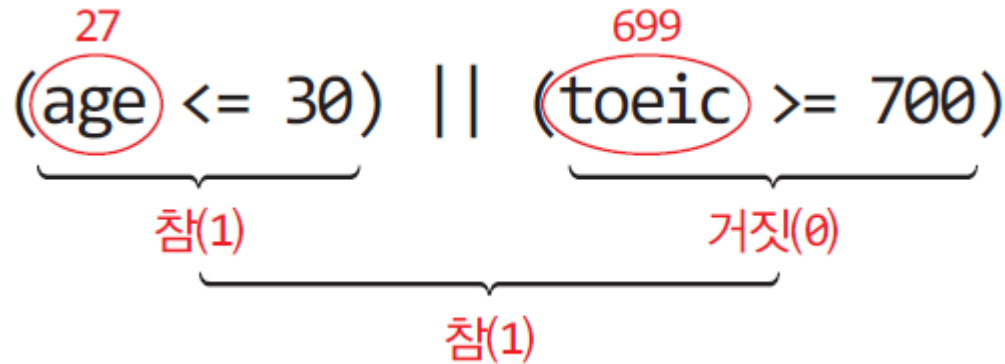 27 699
(age <= 30) || (toeic >= 700)
참(1) 거짓(0)
참(1)